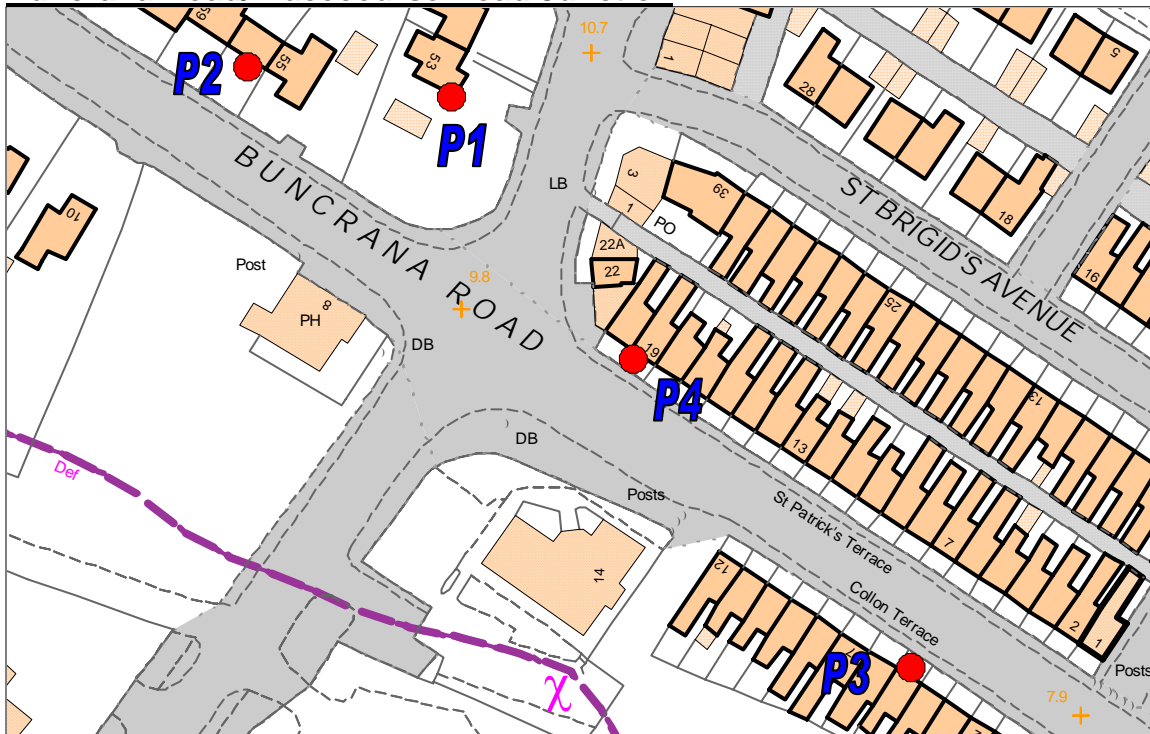 59
55
53
P2
P1
10.7
1
5
28
18
ST BRIGID'S AVENUE
BUNCRANA ROAD
LB
3
1
PO
39
22A
22
16
10
Post
8
PH
9.8
DB
25
19
P4
13
13
DB
Def
Posts
St Patrick's Terrace
7
14
12
Collon Terrace
2
1
7
P3
Posts
7.9
χ